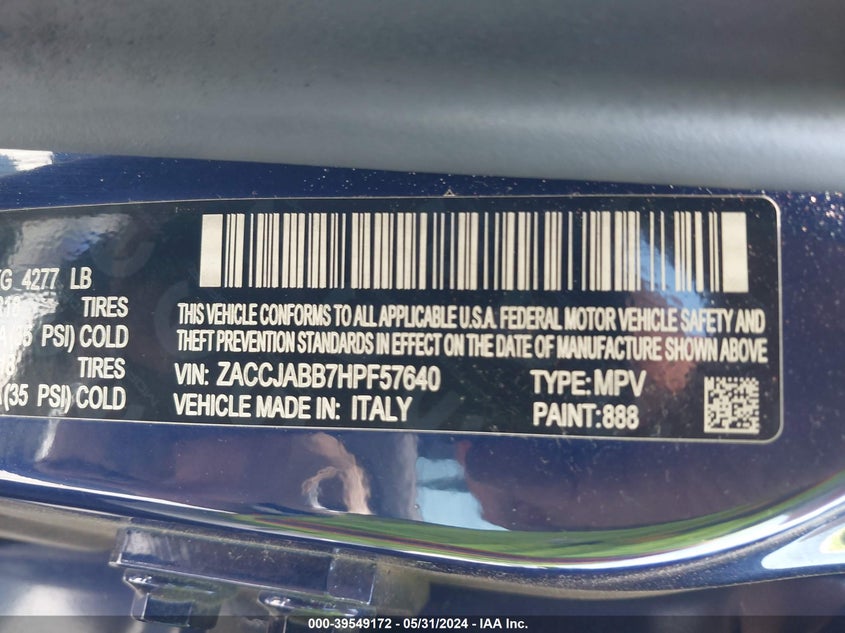 4277 LB
TIRES
PSI) COLD
TIRES
(35 PSI) COLD
THIS VEHICLE CONFORMS TO ALL APPLICABLE U.S.A. FEDERAL MOTOR VEHICLE SAFETY AND
THEFT PREVENTION STANDARDS IN EFFECT ON THE DATE OF MANUFACTURE SHOWN ABOVE
VIN: ZACCJABB7HPF57640 TYPE: MPV
VEHICLE MADE IN: ITALY PAINT:888
000-39549172 - 05/31/2024 - IAA Inc.